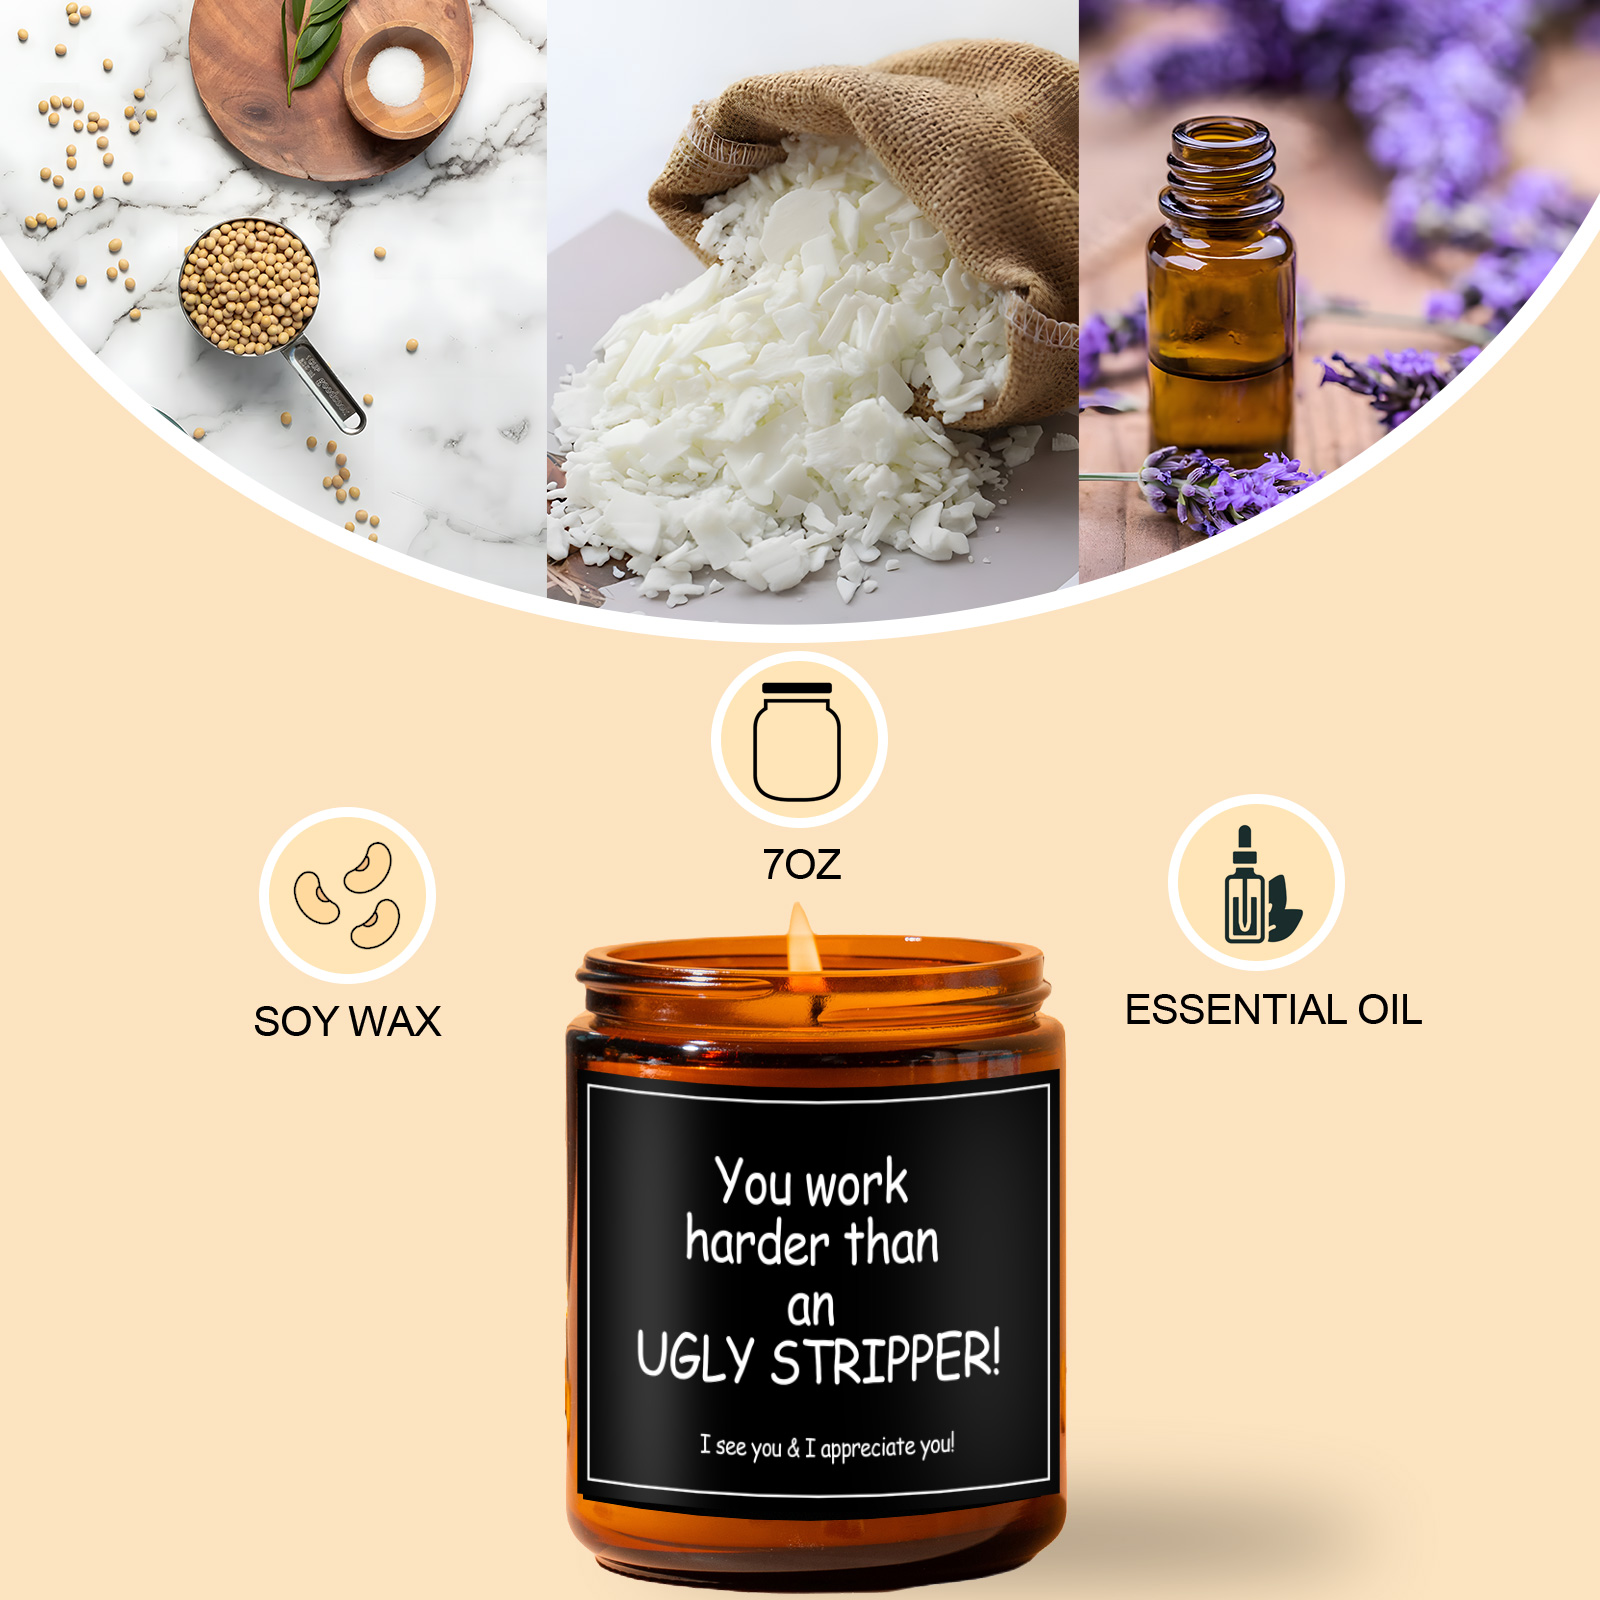 7OZ
SOY WAX
ESSENTIAL OIL
You work
harder than
an
UGLY STRIPPER!
I see you & I appreciate you!